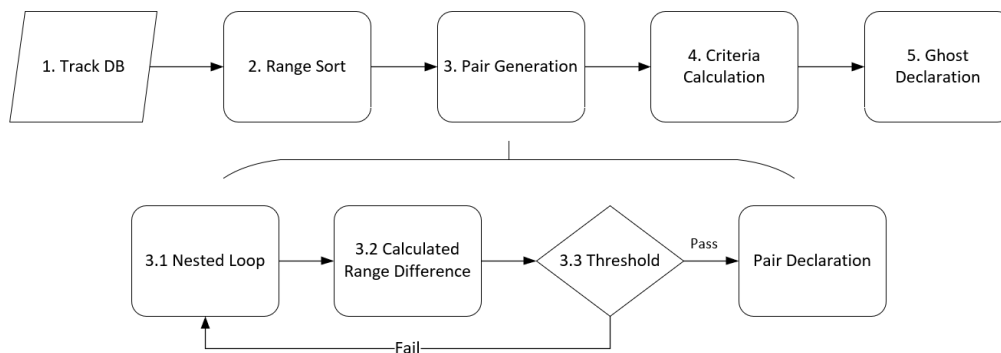 1. Track DB
2. Range Sort
3. Pair Generation
4. Criteria
Calculation
5. Ghost
Declaration
3.1 Nested Loop
3.2 Calculated
Range Difference
3.3 Threshold
Pass
Pair Declaration
Fail